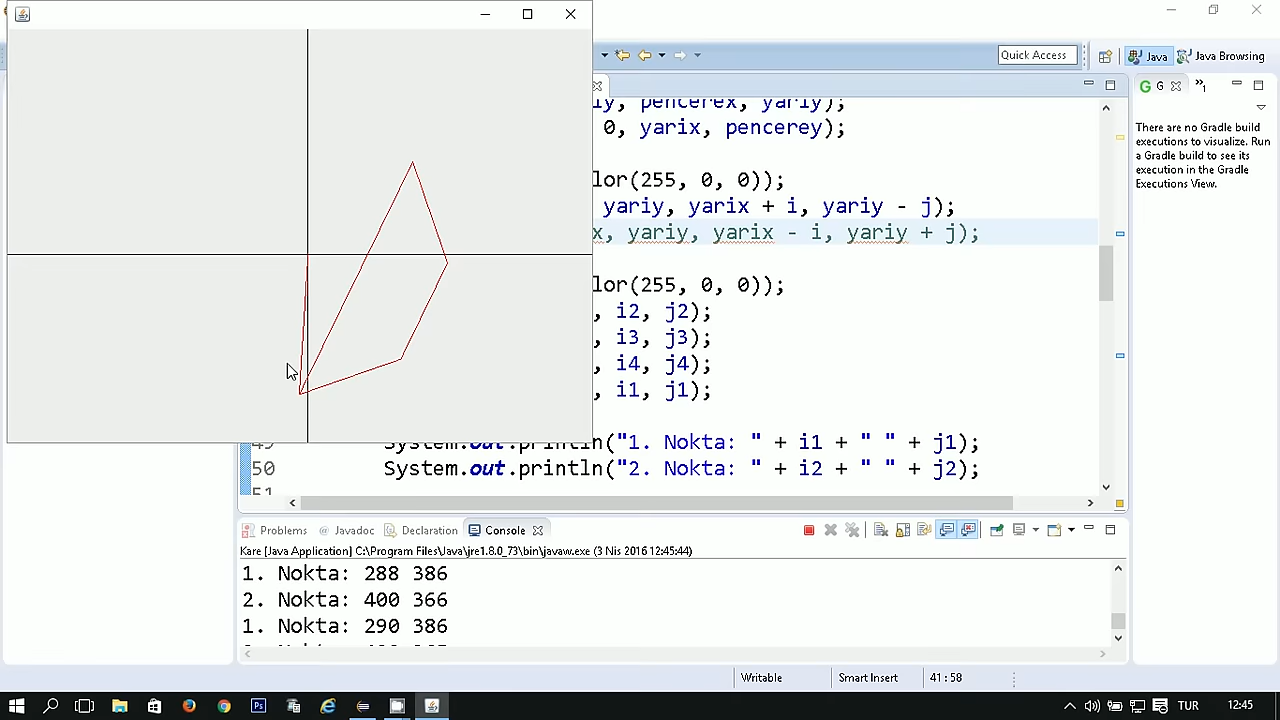 Quick Access
Java
Java Browsing
G
1
iy, pencerex, yariy);
0, yarix, pencerey);
lor(255, 0, 0));
yariy, yarix + i, yariy - j);
x, yariy, yarix - i, yariy + j);
lor(255, 0, 0));
, i2, j2);
, i3, j3);
, i4, j4);
, i1, j1);
49 System.out.println("1. Nokta: " + i1 + " " + j1);
50 System.out.println("2. Nokta: " + i2 + " " + j2);
51
There are no Gradle build
executions to visualize. Run
a Gradle build to see its
execution in the Gradle
Executions View.
Problems
@ Javadoc
Declaration
Console
Kare [Java Application] C:\Program Files\Java\jre1.8.0_73\bin\javaw.exe (3 Nis 2016 12:45:44)
1. Nokta: 288 386
2. Nokta: 400 366
1. Nokta: 290 386
Writable
Smart Insert
41 : 58
TUR
12:45